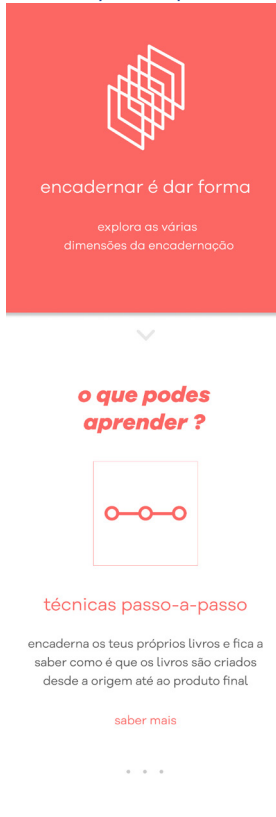 encadernar é dar forma
explora as várias
dimensões da encadernação
o que podes
aprender ?
técnicas passo-a-passo
encaderna os teus próprios livros e fica a
saber como é que os livros são criados
desde a origem até ao produto final
saber mais